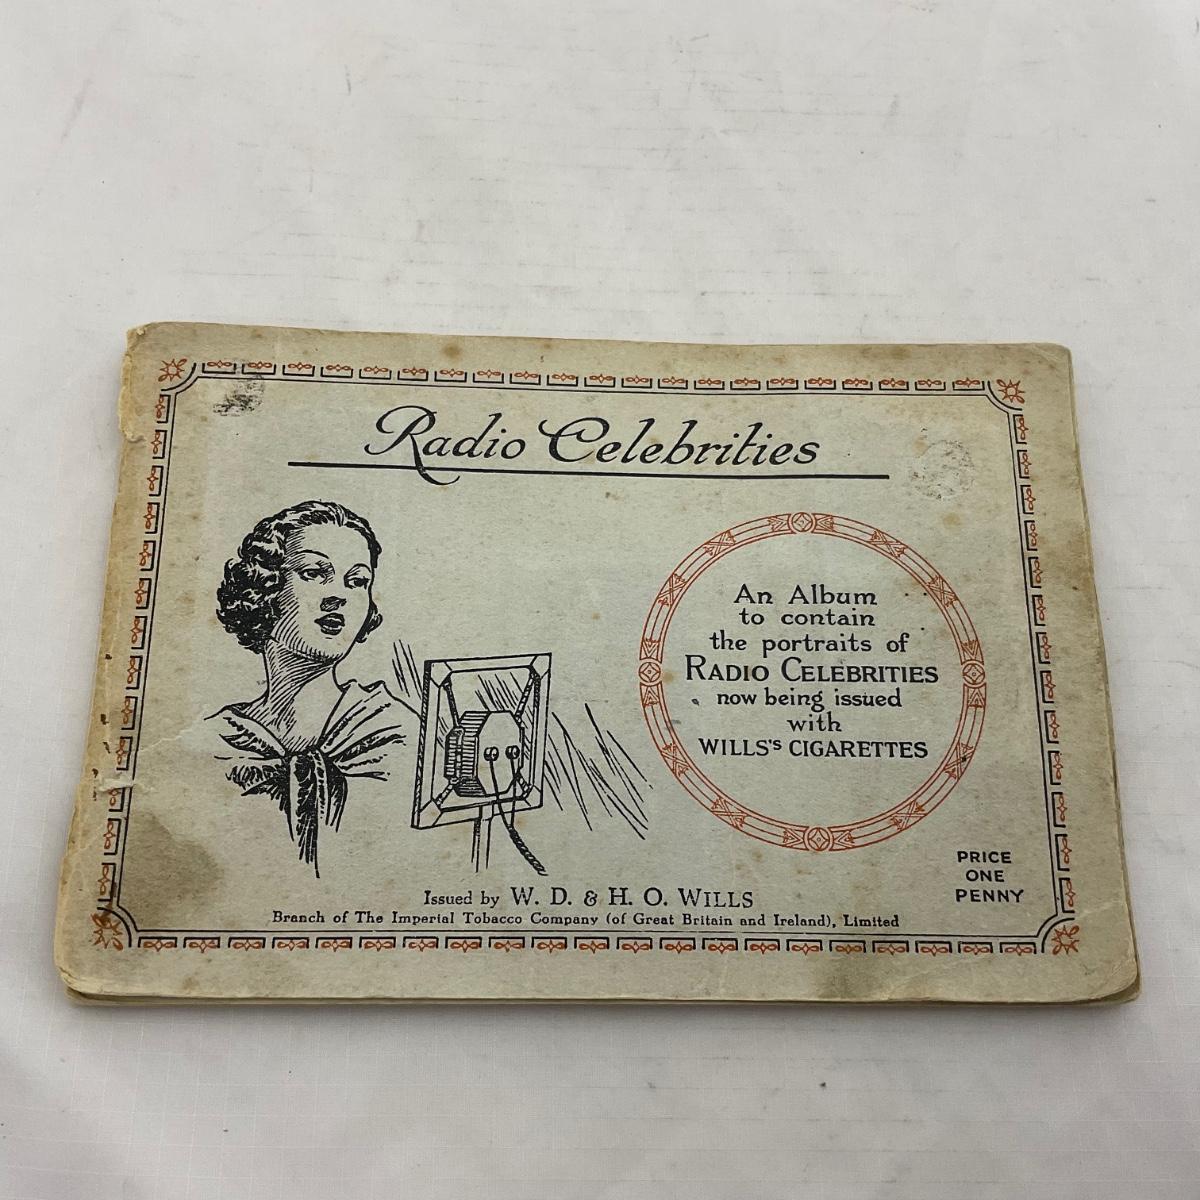 Radio Celebrities
An Album
to contain
the portraits of
RADIO CELEBRITIES
now being issued
with
WILLS'S CIGARETTES
PRICE
ONE
PENNY
Issued by W. D. & H. O. WILLS
Branch of The Imperial Tobacco Company (of Great Britain and Ireland), Limited